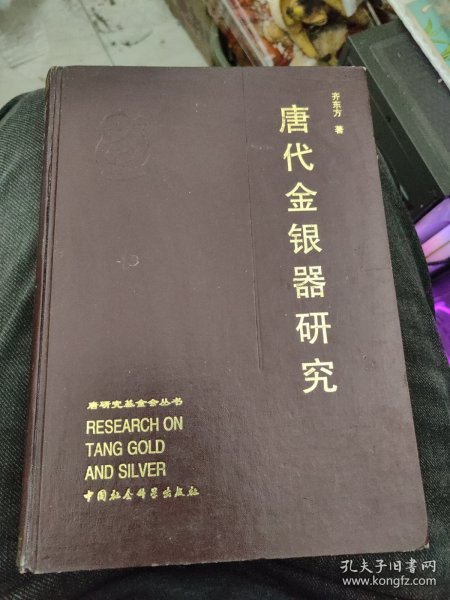 齐东方 著
唐代金银器研究
唐研究基金会丛书
RESEARCH ON
TANG GOLD
AND SILVER
中国社会科学出版社
孔夫子旧书网
www.kongfz.com